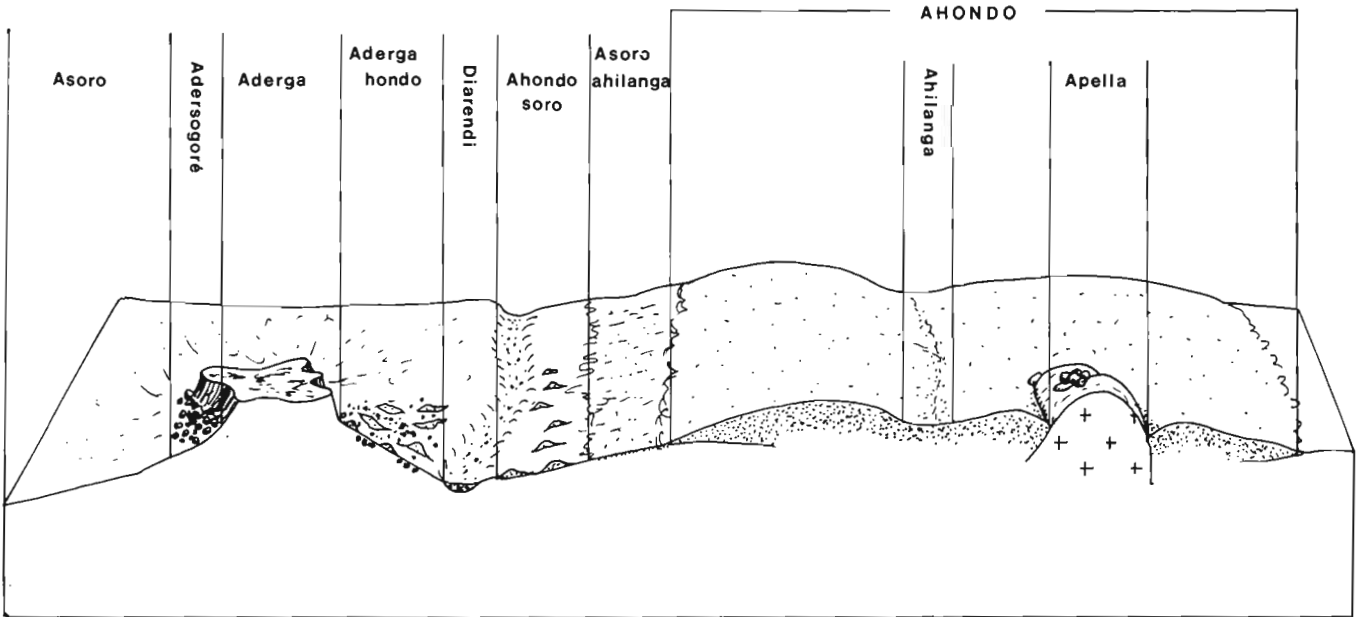 AHONDO
Asoro
Adersogoré
Aderga
Aderga
hondo
Diarendi
Ahondo
soro
Asoro
ahilanga
Ahilanga
Apella